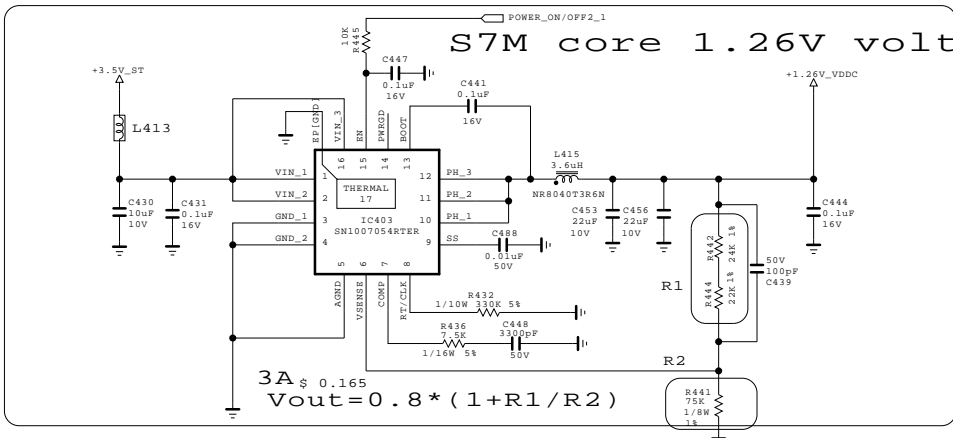 POWER_ON/OFF2_1
S7M core 1.26V volt
10K
R445
+3.5V_ST
C447
0.1uF
16V
C441
0.1uF
16V
+1.26V_VDDC
L413
EP[GND]
VIN_3
EN
PWRGD
BOOT
16
15
14
13
L415
3.6uH
NR8040T3R6N
VIN_1
1
THERMAL
17
12
PH_3
VIN_2
2
11
PH_2
GND_1
3
IC403
SN1007054RTER
10
PH_1
GND_2
4
9
SS
C430
10uF
10V
C431
0.1uF
16V
C488
0.01uF
50V
C453
22uF
10V
C456
22uF
10V
R442
24K 1%
R444
22K 1%
R1
50V
100pF
C439
C444
0.1uF
16V
5
6
7
8
AGND
VSENSE
COMP
RT/CLK
R432
1/10W 330K 5%
R436
7.5K
1/16W 5%
C448
3300pF
50V
R2
3A
$ 0.165
Vout=0.8*(1+R1/R2)
R441
75K
1/8W
1%